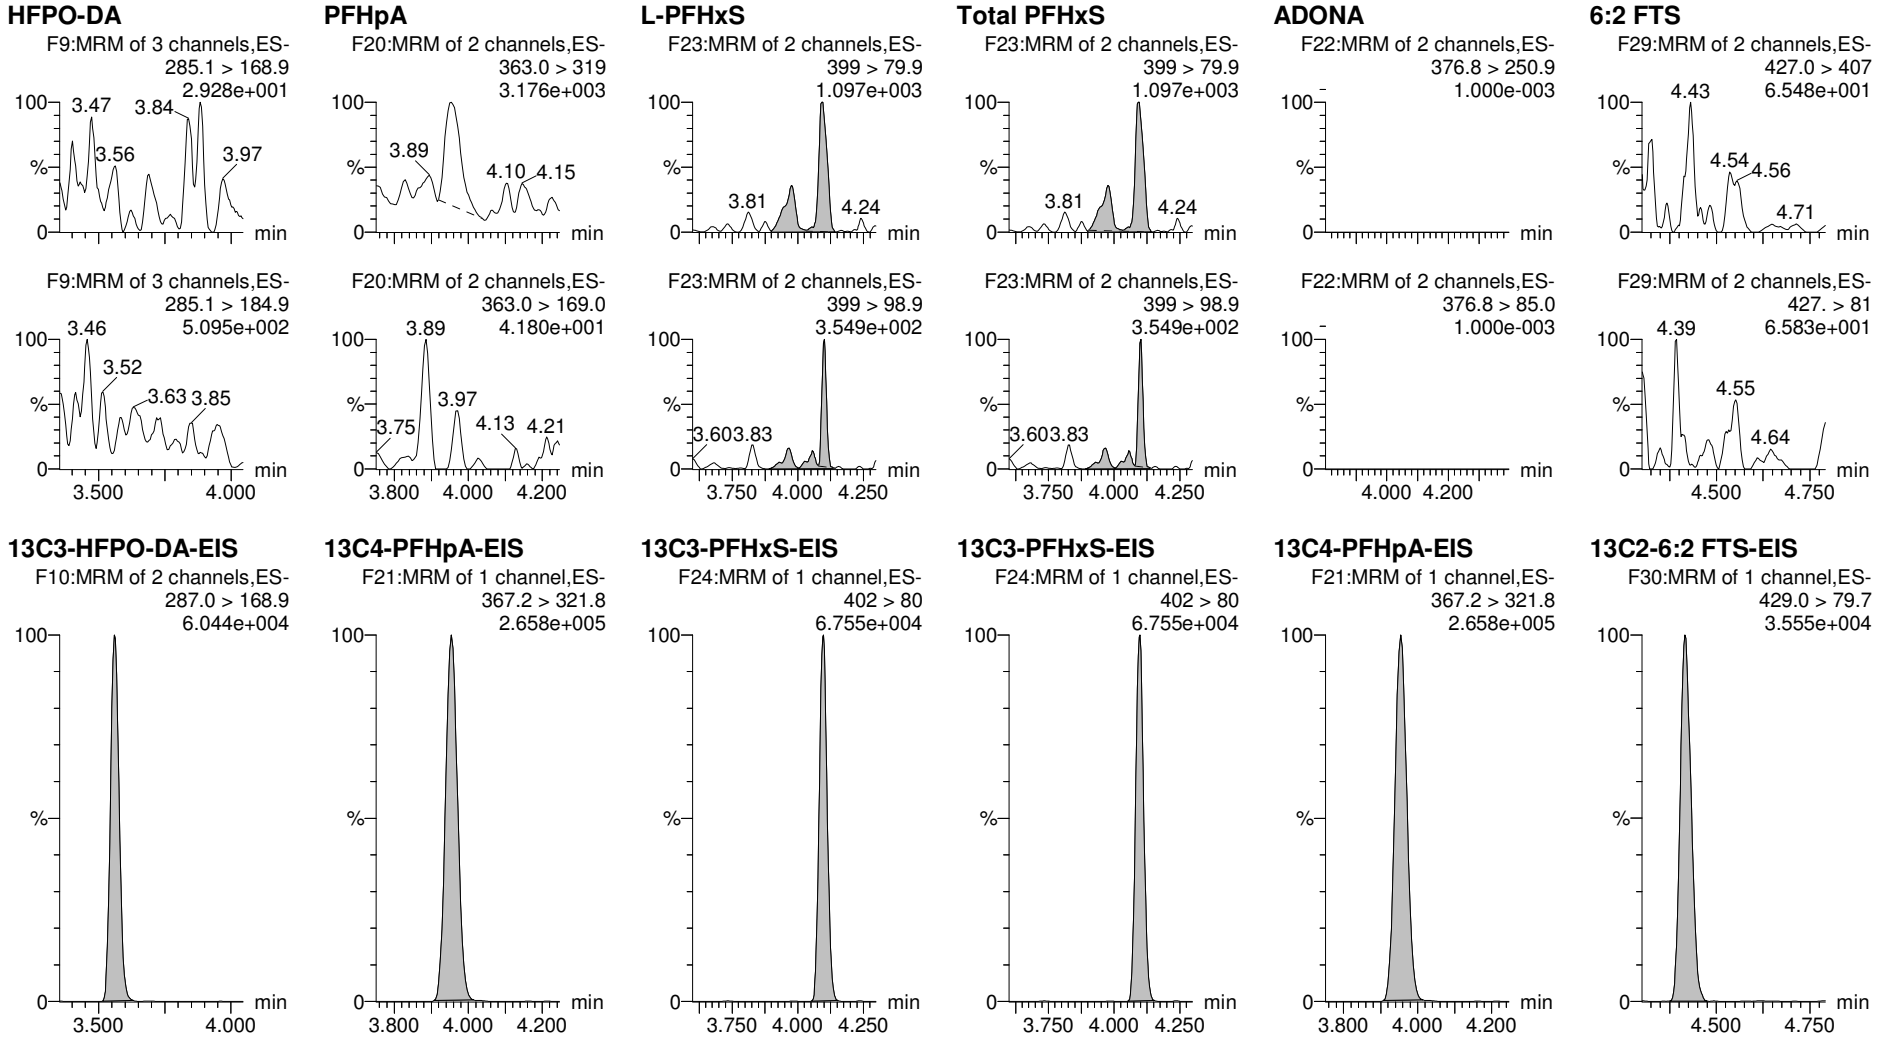 HFPO-DA
F9:MRM of 3 channels,ES-
285.1 > 168.9
2.928e+001
100
3.47
3.84
3.56
3.97
%
0
min
F9:MRM of 3 channels,ES-
285.1 > 184.9
5.095e+002
100
3.46
3.52
3.63
3.85
%
0
min
3.500
4.000
PFHpA
F20:MRM of 2 channels,ES-
363.0 > 319
3.176e+003
100
3.89
4.10
4.15
%
0
min
F20:MRM of 2 channels,ES-
363.0 > 169.0
4.180e+001
100
3.89
3.97
3.75
4.13
4.21
%
0
min
3.800
4.000
4.200
L-PFHxS
F23:MRM of 2 channels,ES-
399 > 79.9
1.097e+003
100
3.81
4.24
%
0
min
F23:MRM of 2 channels,ES-
399 > 98.9
3.549e+002
100
3.60
3.83
%
0
min
3.750
4.000
4.250
Total PFHxS
F23:MRM of 2 channels,ES-
399 > 79.9
1.097e+003
100
3.81
4.24
%
0
min
F23:MRM of 2 channels,ES-
399 > 98.9
3.549e+002
100
3.60
3.83
%
0
min
3.750
4.000
4.250
ADONA
F22:MRM of 2 channels,ES-
376.8 > 250.9
1.000e-003
100
%
0
min
F22:MRM of 2 channels,ES-
376.8 > 85.0
1.000e-003
100
%
0
min
4.000
4.200
6:2 FTS
F29:MRM of 2 channels,ES-
427.0 > 407
6.548e+001
100
4.43
4.54
4.56
4.71
%
0
min
F29:MRM of 2 channels,ES-
427. > 81
6.583e+001
100
4.39
4.55
4.64
%
0
min
4.500
4.750
13C3-HFPO-DA-EIS
F10:MRM of 2 channels,ES-
287.0 > 168.9
6.044e+004
100
%
0
min
3.500
4.000
13C4-PFHpA-EIS
F21:MRM of 1 channel,ES-
367.2 > 321.8
2.658e+005
100
%
0
min
3.800
4.000
4.200
13C3-PFHxS-EIS
F24:MRM of 1 channel,ES-
402 > 80
6.755e+004
100
%
0
min
3.750
4.000
4.250
13C3-PFHxS-EIS
F24:MRM of 1 channel,ES-
402 > 80
6.755e+004
100
%
0
min
3.750
4.000
4.250
13C4-PFHpA-EIS
F21:MRM of 1 channel,ES-
367.2 > 321.8
2.658e+005
100
%
0
min
3.800
4.000
4.200
13C2-6:2 FTS-EIS
F30:MRM of 1 channel,ES-
429.0 > 79.7
3.555e+004
100
%
0
min
4.500
4.750